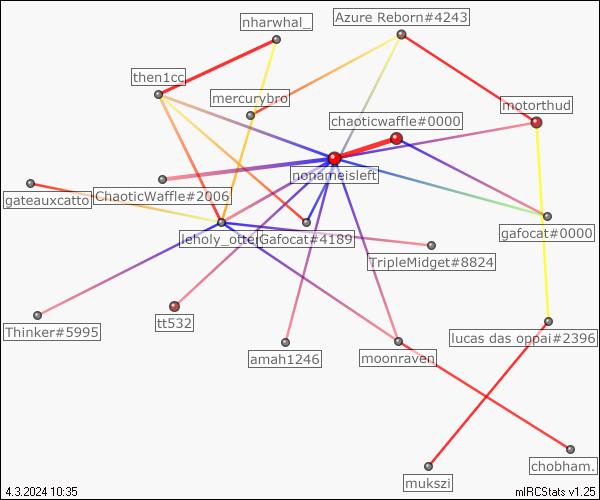 nharwhal_
Azure Reborn#4243
then1cc
mercurybro
motorthud
chaoticwaffle#0000
nonameisleft
ChaoticWaffle#2006
gateauxcatto
leholy_otter
Gafocat#4189
gafocat#0000
TripleMidget#8824
Thinker#5995
tt532
lucas das oppai#2396
amah1246
moonraven
chobham.
mukszi
4.3.2024 10:35
mIRCStats v1.25